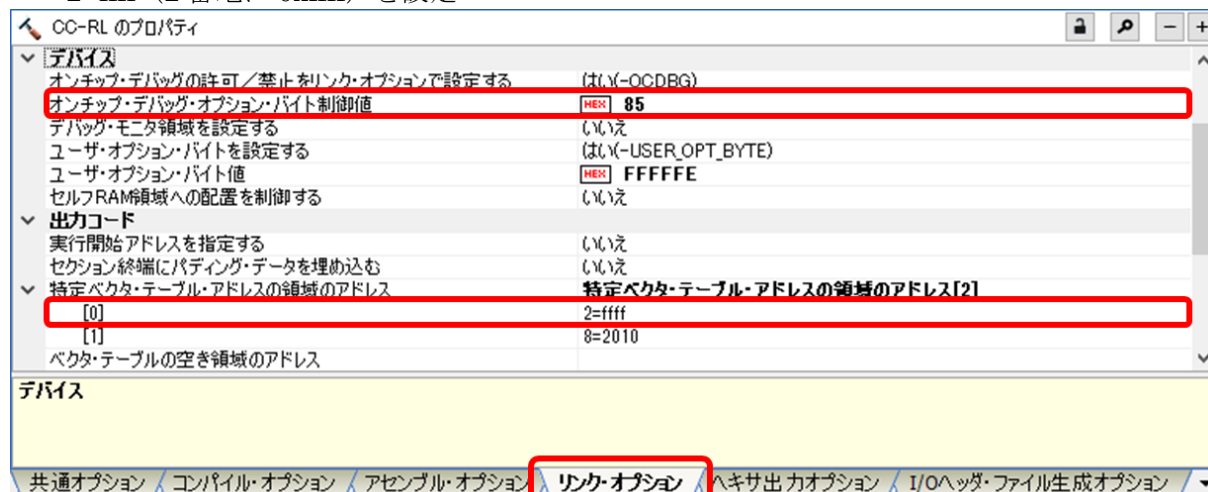 CC-RL のプロパティ
デバイス
オンチップ・デバッグの許可／禁止をリンク・オプションで設定する はい(-OCDBG)
オンチップ・デバッグ・オプション・バイト制御値 HEX 85
デバッグ・モニタ領域を設定する いいえ
ユーザ・オプション・バイトを設定する はい(-USER_OPT_BYTE)
ユーザ・オプション・バイト値 HEX FFFFFE
セルフRAM領域への配置を制御する いいえ
出力コード
実行開始アドレスを指定する いいえ
セクション終端にパディング・データを埋め込む いいえ
特定ベクタ・テーブル・アドレスの領域のアドレス 特定ベクタ・テーブル・アドレスの領域のアドレス[2]
[0] 2=ffff
[1] 8=2010
ベクタ・テーブルの空き領域のアドレス
デバイス
共通オプション コンパイル・オプション アセンブル・オプション リンク・オプション ヘキサ出力オプション I/Oヘッダ・ファイル生成オプション